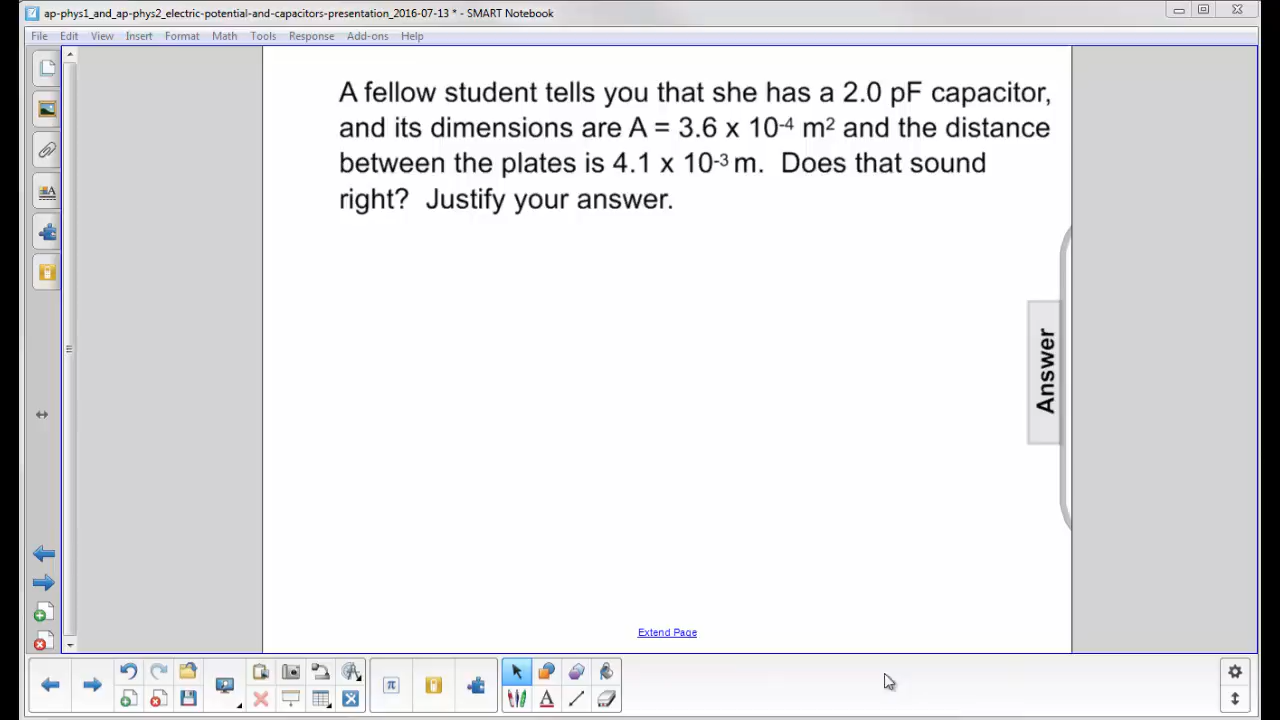 ap-phys1_and_ap-phys2_electric-potential-and-capacitors-presentation_2016-07-13 * - SMART Notebook
File Edit View Insert Format Math Tools Response Add-ons Help
A fellow student tells you that she has a 2.0 pF capacitor,
and its dimensions are A = 3.6 x 10⁻⁴ m² and the distance
between the plates is 4.1 x 10⁻³ m. Does that sound
right? Justify your answer.
Answer
Extend Page